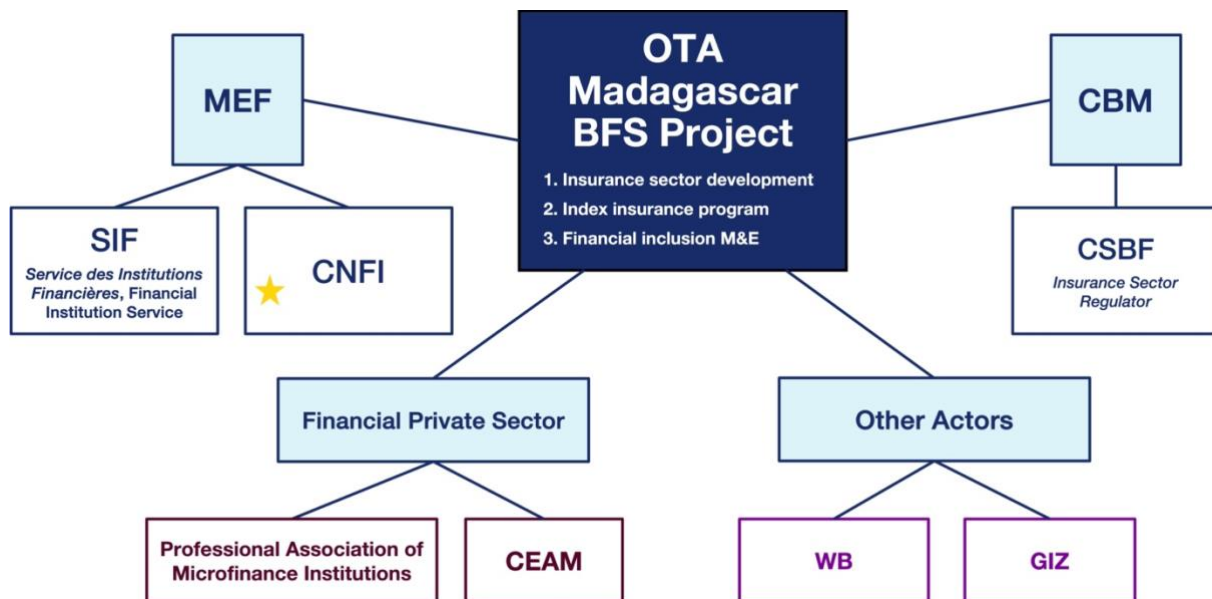 OTA
Madagascar
BFS Project
1. Insurance sector development
2. Index insurance program
3. Financial inclusion M&E
MEF
CBM
SIF
Service des Institutions
Financières, Financial
Institution Service
CNFI
CSBF
Insurance Sector
Regulator
Financial Private Sector
Other Actors
Professional Association of
Microfinance Institutions
CEAM
WB
GIZ